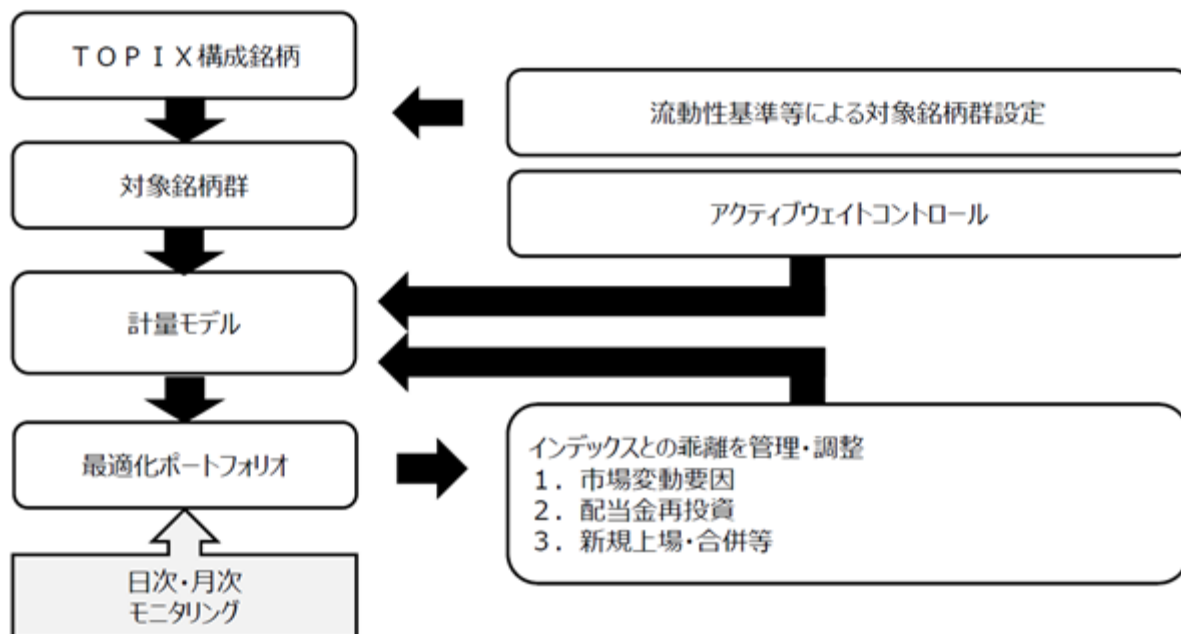 TOPIX構成銘柄
流動性基準等による対象銘柄群設定
対象銘柄群
アクティブウェイトコントロール
計量モデル
最適化ポートフォリオ
インデックスとの乖離を管理・調整
1.市場変動要因
2.配当金再投資
3.新規上場・合併等
日次・月次
モニタリング